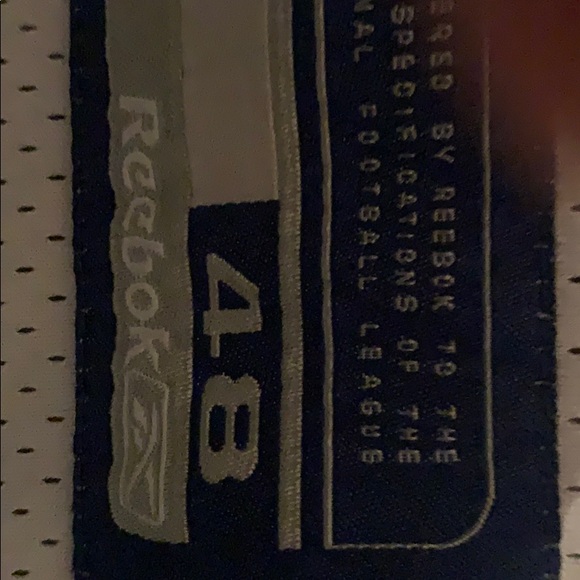 ERED BY REEBOK TO THE
SPECIFICATIONS OF THE
NAL FOOTBALL LEAGUE
48
Reebok